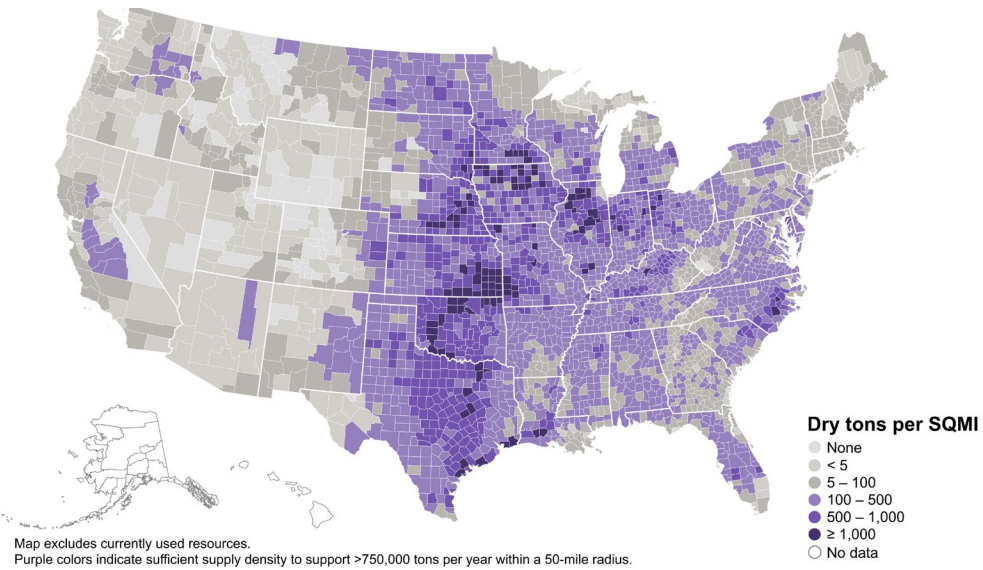 Dry tons per SQMI
None
< 5
5 – 100
100 – 500
500 – 1,000
≥ 1,000
No data
Map excludes currently used resources.
Purple colors indicate sufficient supply density to support >750,000 tons per year within a 50-mile radius.